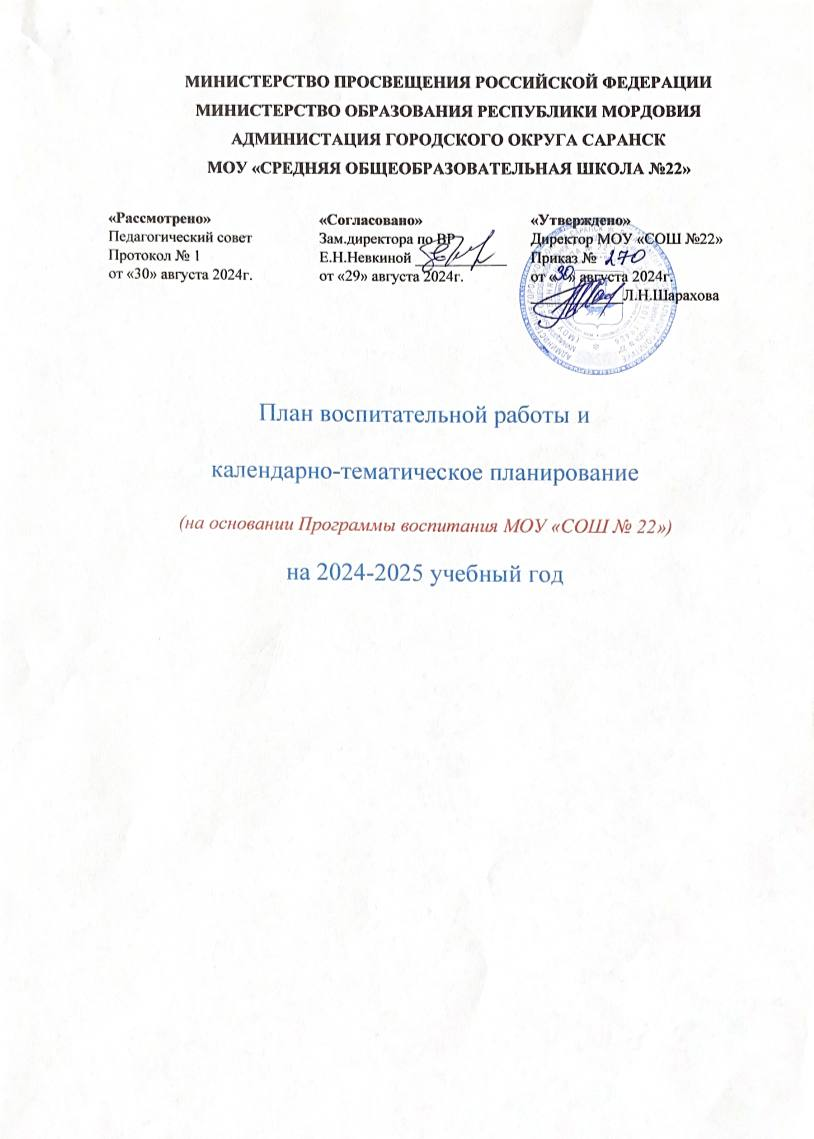 МИНИСТЕРСТВО ПРОСВЕЩЕНИЯ РОССИЙСКОЙ ФЕДЕРАЦИИ
МИНИСТЕРСТВО ОБРАЗОВАНИЯ РЕСПУБЛИКИ МОРДОВИЯ
АДМИНИСТАЦИЯ ГОРОДСКОГО ОКРУГА САРАНСК
МОУ «СРЕДНЯЯ ОБЩЕОБРАЗОВАТЕЛЬНАЯ ШКОЛА №22»
«Рассмотрено»
Педагогический совет
Протокол № 1
от «30» августа 2024г.
«Согласовано»
Зам.директора по ВР
Е.Н.Невкиной
от «29» августа 2024г.
«Утверждено»
Директор МОУ «СОШ №22»
Приказ № 270
от «30» августа 2024г.
Л.Н.Шарахова
План воспитательной работы и
календарно-тематическое планирование
(на основании Программы воспитания МОУ «СОШ № 22»)
на 2024-2025 учебный год